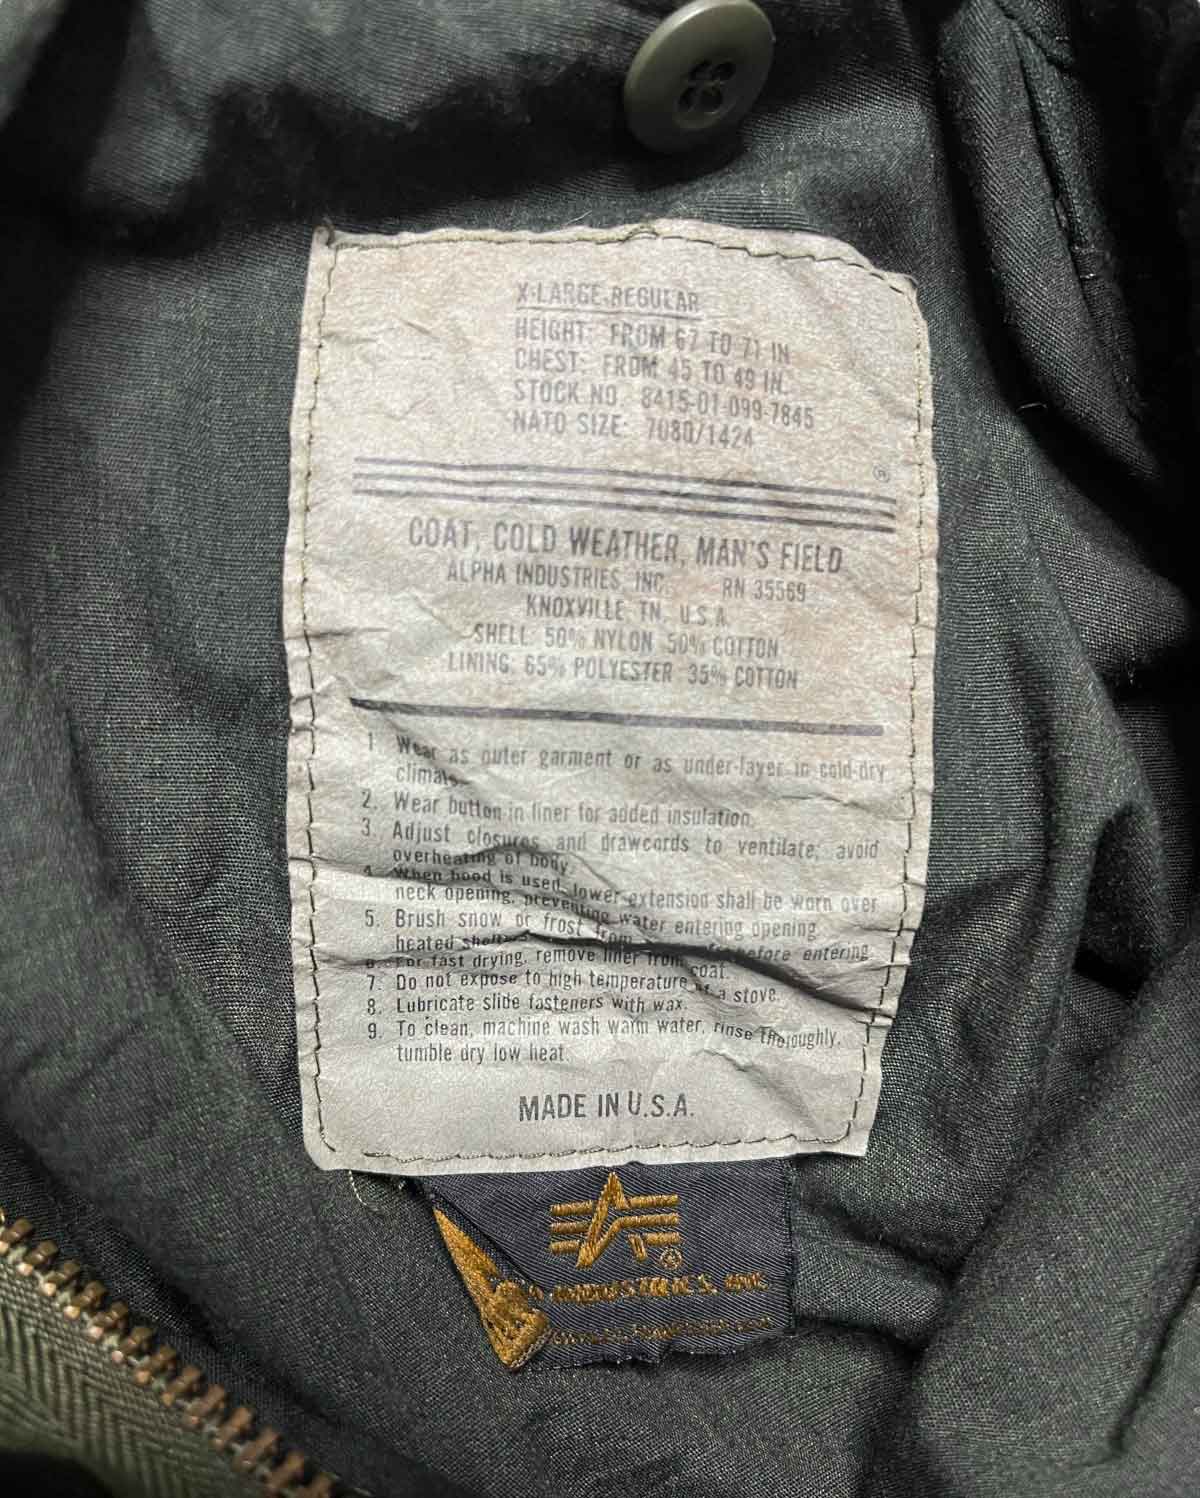 X-LARGE-REGULAR
HEIGHT: FROM 67 TO 71 IN
CHEST: FROM 45 TO 49 IN.
STOCK NO. 8415-01-099-7845
NATO SIZE: 7080/1424
®
COAT, COLD WEATHER, MAN'S FIELD
ALPHA INDUSTRIES, INC. RN 35569
KNOXVILLE, TN, U.S.A.
SHELL: 50% NYLON 50% COTTON
LINING: 65% POLYESTER 35% COTTON
1. Wear as outer garment or as under-layer in cold-dry
2. Wear button in liner for added insulation.
3. Adjust closures and drawcords to ventilate, avoid
overheating of body.
4. When hood is used, lower extension shall be worn over
neck opening, preventing water entering opening.
5. Brush snow or frost from before entering
heated
6. For fast drying, remove liner from coat.
7. Do not expose to high temperature of a stove.
8. Lubricate slide fasteners with wax.
9. To clean, machine wash warm water, rinse thoroughly,
tumble dry low heat.
MADE IN U.S.A.
®
INDUSTRIES, INC